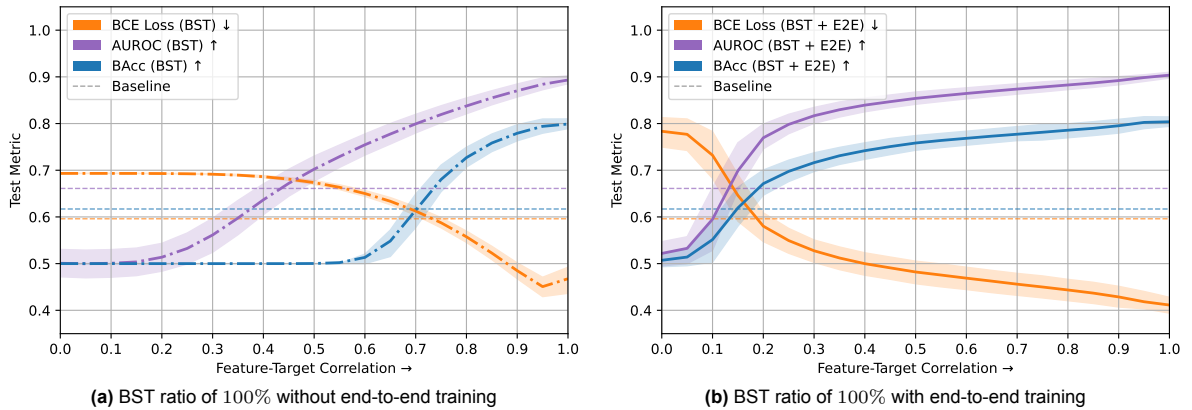 BCE Loss (BST) ↓
AUROC (BST) ↑
BAcc (BST) ↑
Baseline
1.0
0.9
0.8
0.7
0.6
0.5
0.4
Test Metric
0.0 0.1 0.2 0.3 0.4 0.5 0.6 0.7 0.8 0.9 1.0
Feature-Target Correlation →
(a) BST ratio of 100% without end-to-end training
BCE Loss (BST + E2E) ↓
AUROC (BST + E2E) ↑
BAcc (BST + E2E) ↑
Baseline
1.0
0.9
0.8
0.7
0.6
0.5
0.4
Test Metric
0.0 0.1 0.2 0.3 0.4 0.5 0.6 0.7 0.8 0.9 1.0
Feature-Target Correlation →
(b) BST ratio of 100% with end-to-end training